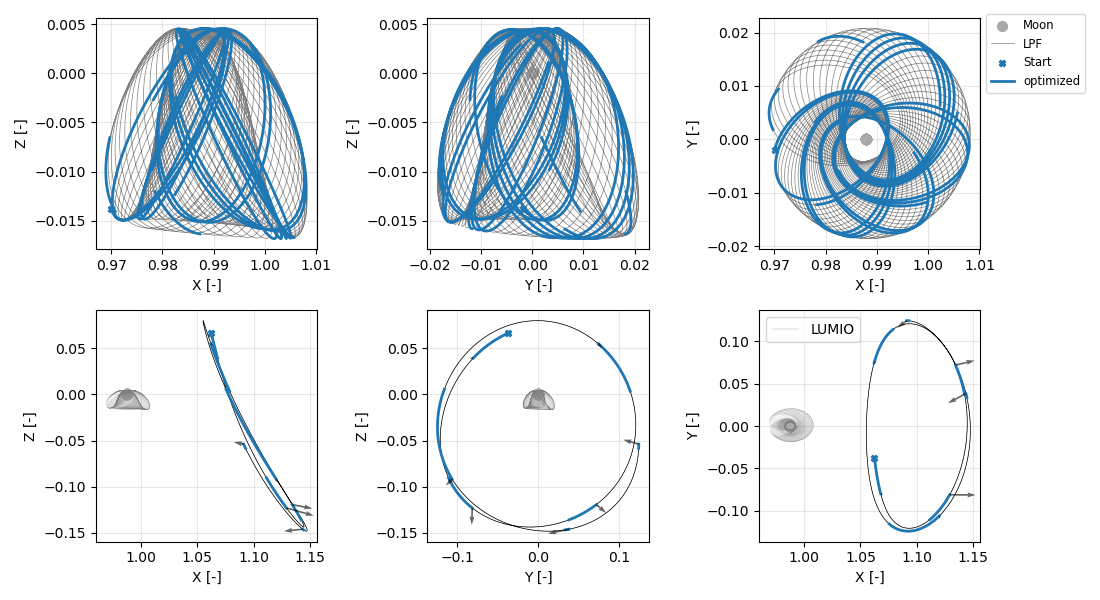 0.005
0.000
−0.005
−0.010
−0.015
Z [-]
0.97 0.98 0.99 1.00 1.01
X [-]
0.005
0.000
−0.005
−0.010
−0.015
Z [-]
−0.02 −0.01 0.00 0.01 0.02
Y [-]
0.02
0.01
0.00
−0.01
−0.02
Y [-]
0.97 0.98 0.99 1.00 1.01
X [-]
Moon
LPF
Start
optimized
0.05
0.00
−0.05
−0.10
−0.15
Z [-]
1.00 1.05 1.10 1.15
X [-]
0.05
0.00
−0.05
−0.10
−0.15
Z [-]
−0.1 0.0 0.1
Y [-]
LUMIO
0.10
0.05
0.00
−0.05
−0.10
Y [-]
1.00 1.05 1.10 1.15
X [-]